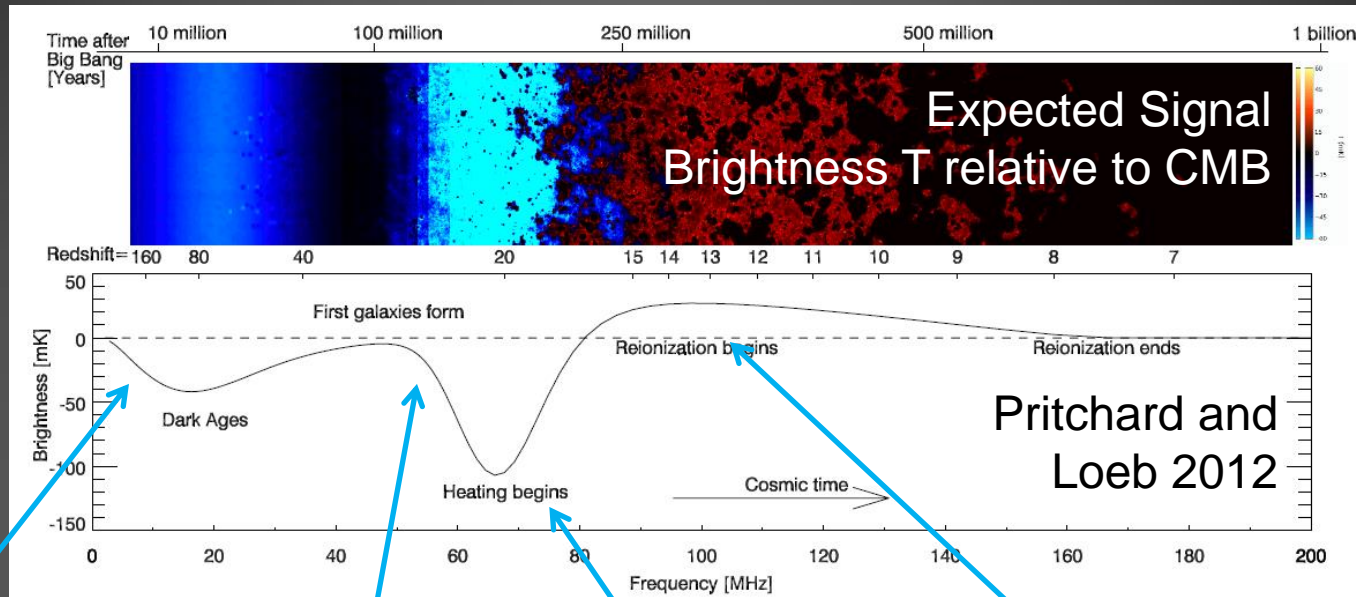 Time after
Big Bang
[Years]
10 million 100 million 250 million 500 million 1 billion
Expected Signal
Brightness T relative to CMB
Redshift= 160 80 40 20 15 14 13 12 11 10 9 8 7
50
0
-50
-100
-150
Brightness [mK]
First galaxies form
Reionization begins
Reionization ends
Dark Ages
Pritchard and
Loeb 2012
Heating begins
Cosmic time
0 20 40 60 80 100 120 140 160 180 200
Frequency [MHz]